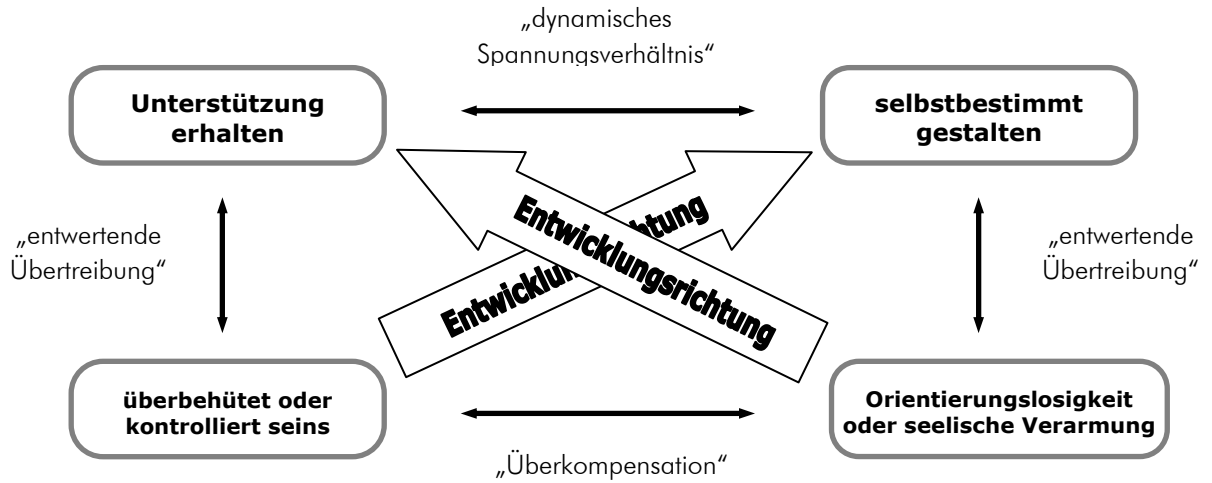 „dynamisches
Spannungsverhältnis“
Unterstützung
erhalten
selbstbestimmt
gestalten
„entwertende
Übertreibung“
Entwicklungsrichtung
Entwicklungsrichtung
„entwertende
Übertreibung“
überbehütet oder
kontrolliert seins
Orientierungslosigkeit
oder seelische Verarmung
„Überkompensation“